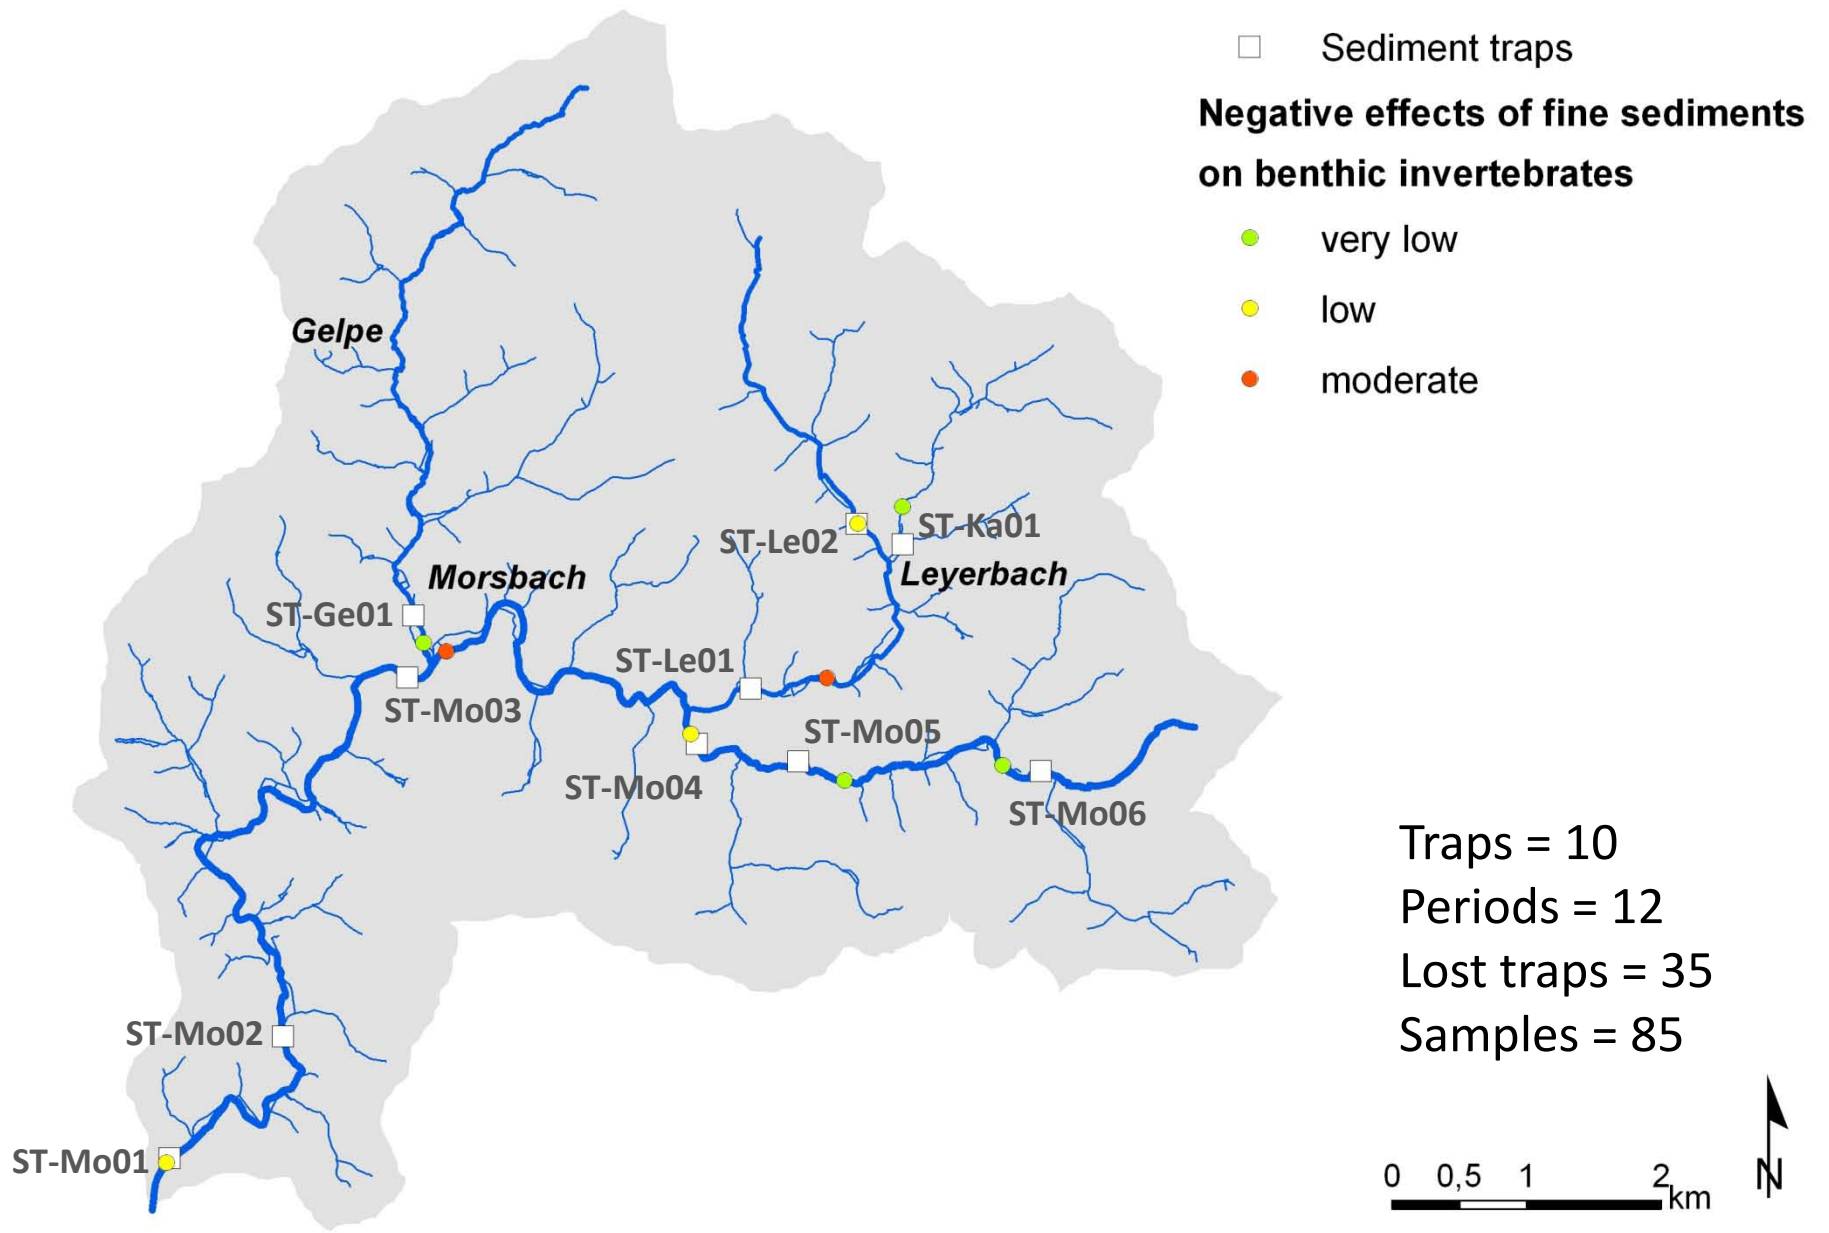 Sediment traps
Negative effects of fine sediments
on benthic invertebrates
very low
low
moderate
Gelpe
ST-Le02
ST-Ka01
Leyerbach
Morsbach
ST-Ge01
ST-Le01
ST-Mo03
ST-Mo05
ST-Mo04
ST-Mo06
Traps = 10
Periods = 12
Lost traps = 35
Samples = 85
ST-Mo02
ST-Mo01
0 0,5 1 2 km
N